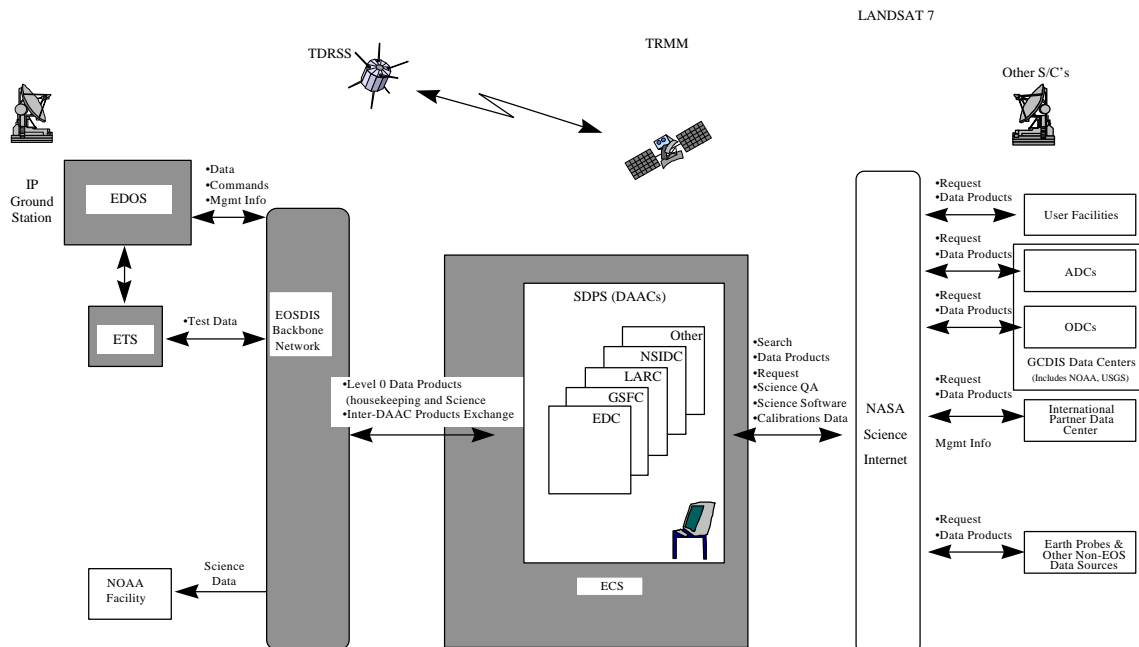 LANDSAT 7
TDRSS
TRMM
Other S/C's
IP
Ground
Station
EDOS
•Data
•Commands
•Mgmt Info
ETS
•Test Data
EOSDIS
Backbone
Network
NOAA
Facility
Science
Data
•Level 0 Data Products
(housekeeping and Science
•Inter-DAAC Products Exchange
SDPS (DAACs)
Other
NSIDC
LARC
GSFC
EDC
ECS
•Search
•Data Products
•Request
•Science QA
•Science Software
•Calibrations Data
NASA
Science
Internet
•Request
•Data Products
User Facilities
•Request
•Data Products
ADCs
•Request
•Data Products
ODCs
GCDIS Data Centers
(Includes NOAA, USGS)
•Request
•Data Products
Mgmt Info
International
Partner Data
Center
•Request
•Data Products
Earth Probes &
Other Non-EOS
Data Sources